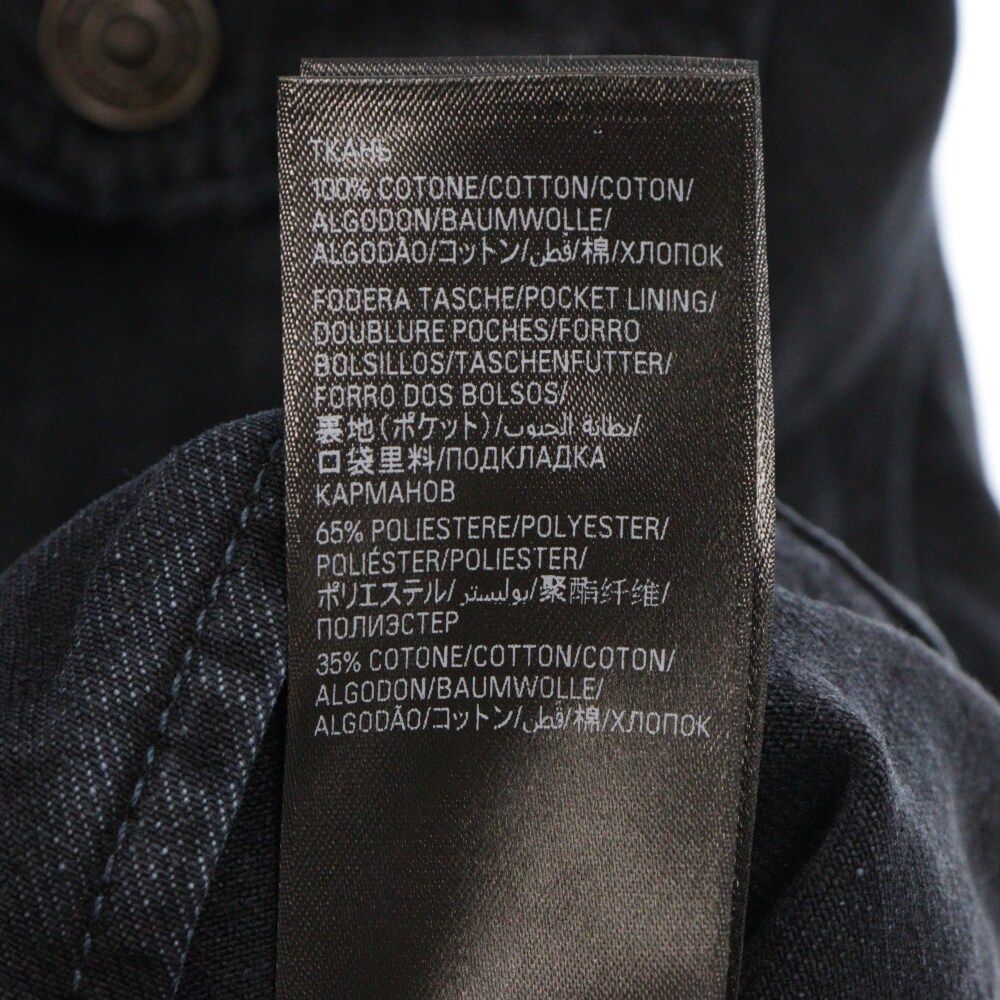 ТКАНЬ
100% COTONE/COTTON/COTON/
ALGODON/BAUMWOLLE/
ALGODÃO/コットン/قطن/棉/ХЛОПОК
FODERA TASCHE/POCKET LINING/
DOUBLURE POCHES/FORRO
BOLSILLOS/TASCHENFUTTER/
FORRO DOS BOLSOS/
裏地(ポケット)/بطانة الجيوب/
口袋里料/ПОДКЛАДКА
КАРМАНОВ
65% POLIESTERE/POLYESTER/
POLIÉSTER/POLIESTER/
ポリエステル/بوليستر/聚酯纤维/
ПОЛИЭСТЕР
35% COTONE/COTTON/COTON/
ALGODON/BAUMWOLLE/
ALGODÃO/コットン/قطن/棉/ХЛОПОК